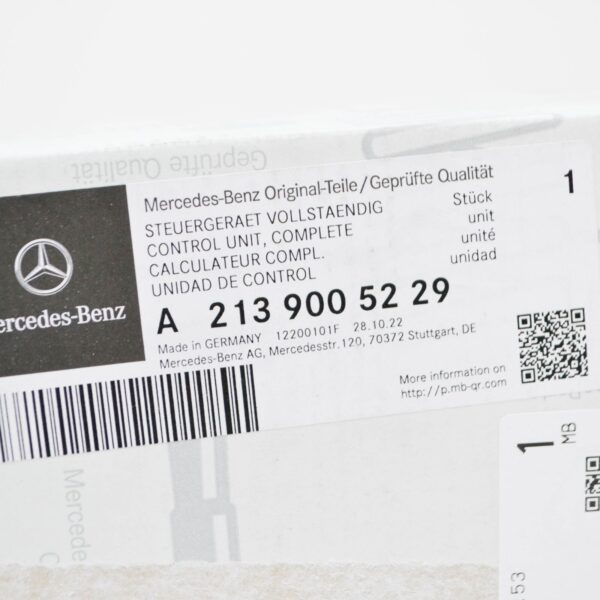 Geprüfte Qualität
Mercedes-Benz Original-Teile/Geprüfte Qualität
1
STEUERGERAET VOLLSTAENDIG
Stück
CONTROL UNIT, COMPLETE
unit
CALCULATEUR COMPL.
unité
UNIDAD DE CONTROL
unidad
ercedes-Benz
A 213 900 52 29
Made in GERMANY 12200101F 28.10.22
Mercedes-Benz AG, Mercedesstr.120, 70372 Stuttgart, DE
More information on
http://p.mb-qr.com
1
MB
53
Mercede